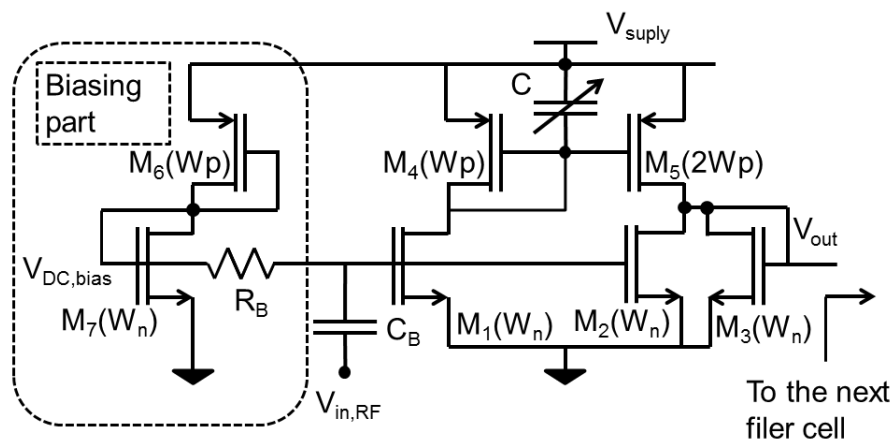 V_suply
Biasing
part
C
M_6(Wp)
M_4(Wp)
M_5(2Wp)
V_out
V_DC,bias
R_B
M_7(W_n)
C_B
M_1(W_n)
M_2(W_n)
M_3(W_n)
V_in,RF
To the next
filer cell